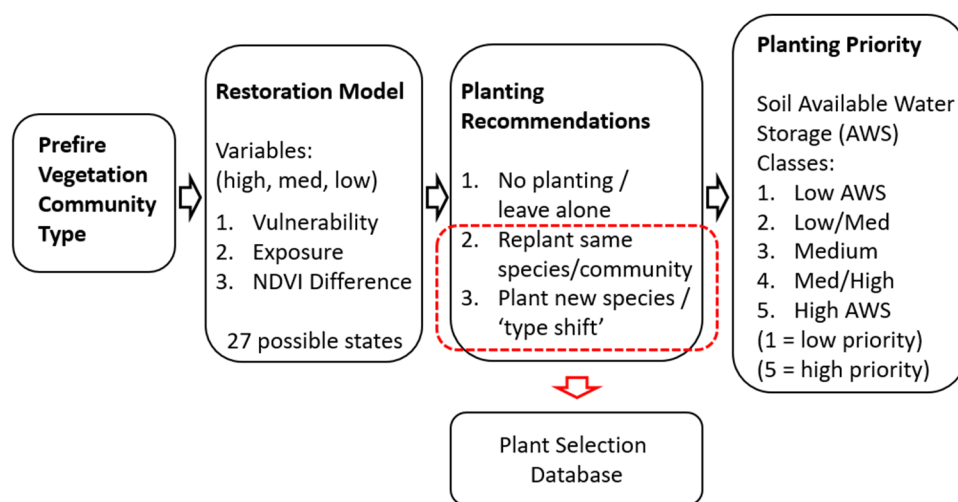 Prefire
Vegetation
Community
Type
Restoration Model
Variables:
(high, med, low)
1. Vulnerability
2. Exposure
3. NDVI Difference
27 possible states
Planting
Recommendations
1. No planting /
leave alone
2. Replant same
species/community
3. Plant new species /
‘type shift’
Planting Priority
Soil Available Water
Storage (AWS)
Classes:
1. Low AWS
2. Low/Med
3. Medium
4. Med/High
5. High AWS
(1 = low priority)
(5 = high priority)
Plant Selection
Database